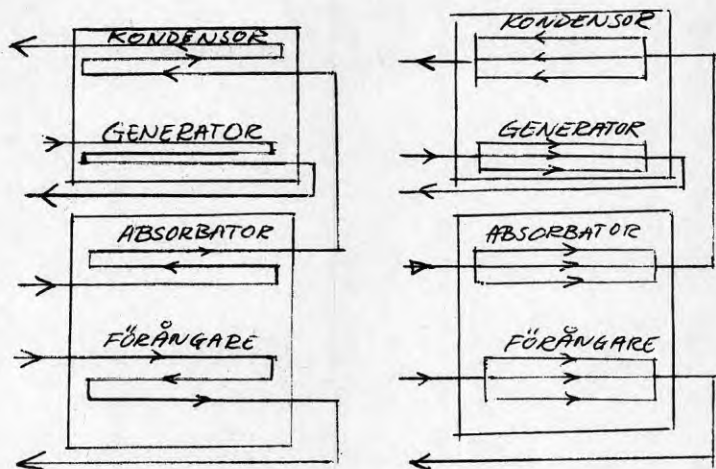 KONDENSOR
GENERATOR
ABSORBATOR
FÖRÅNGARE
KONDENSOR
GENERATOR
ABSORBATOR
FÖRÅNGARE